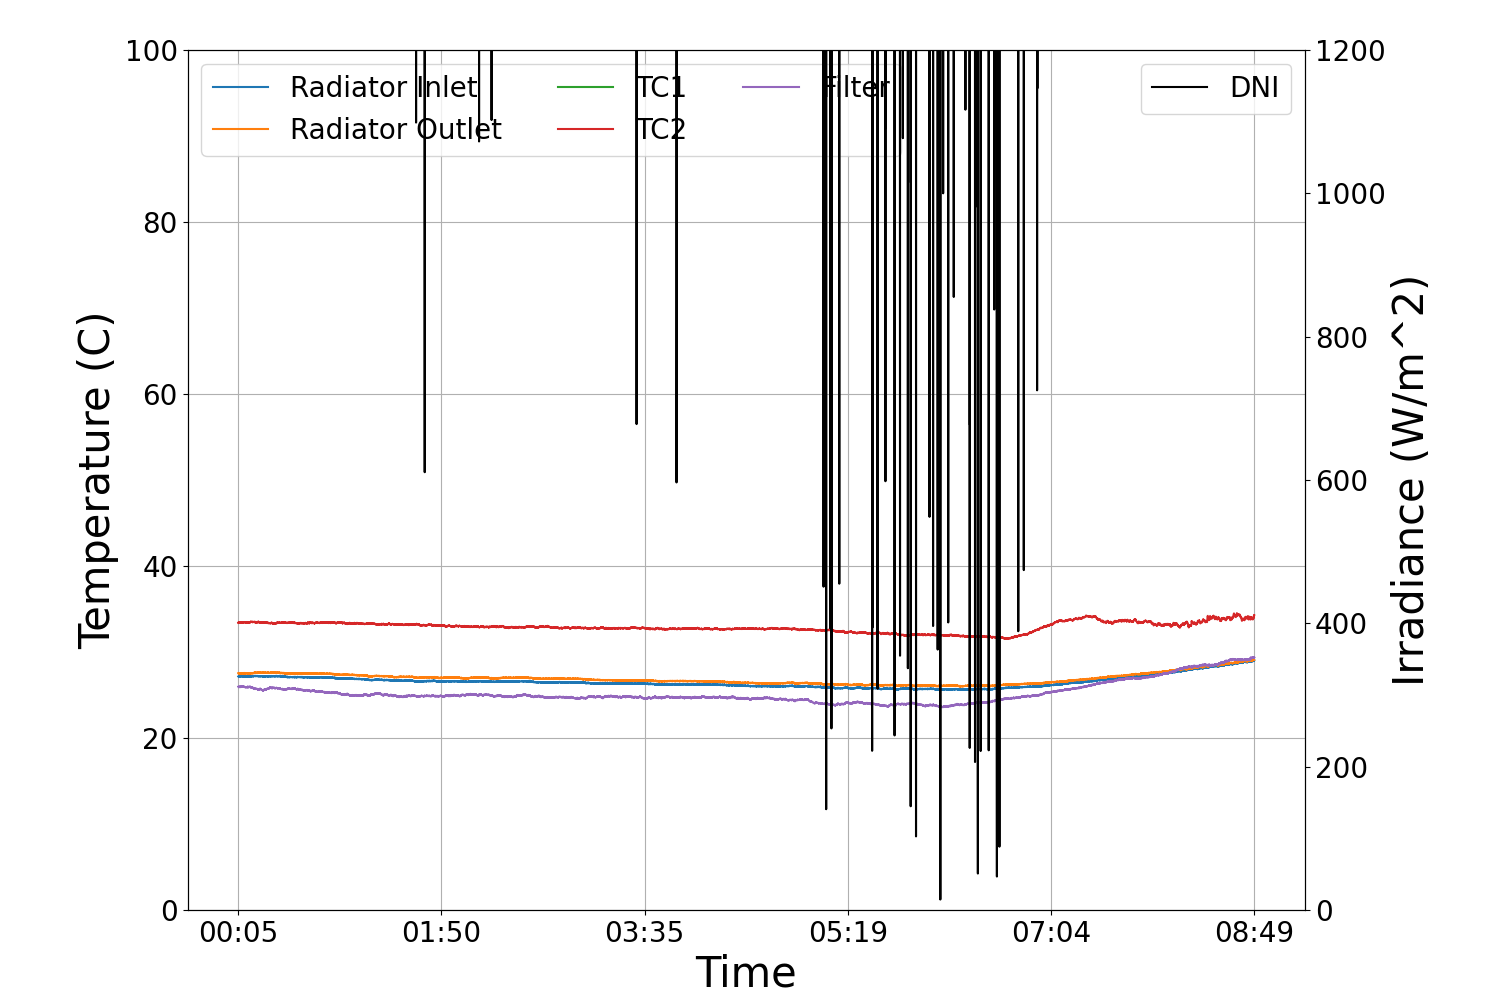 100
80
60
40
20
0
Temperature (C)
Radiator Inlet
Radiator Outlet
TC1
TC2
Filter
DNI
1200
1000
800
600
400
200
0
Irradiance (W/m^2)
00:05 01:50 03:35 05:19 07:04 08:49
Time